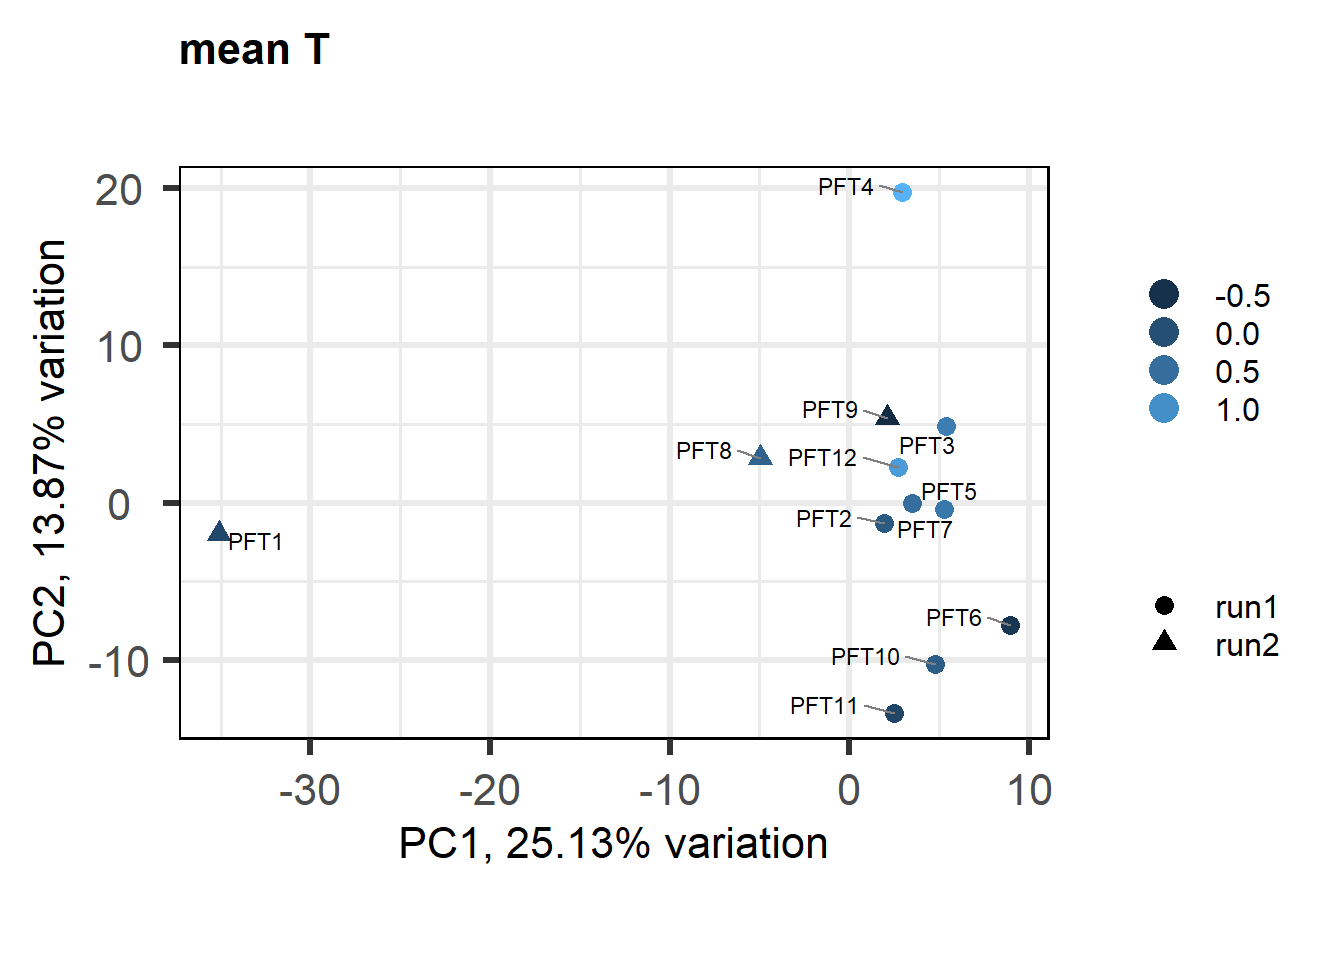 mean T
20
10
0
-10
PC2, 13.87% variation
PFT4
PFT9
PFT3
PFT8
PFT12
PFT5
PFT2
PFT7
PFT1
PFT6
PFT10
PFT11
-30
-20
-10
0
10
PC1, 25.13% variation
-0.5
0.0
0.5
1.0
run1
run2